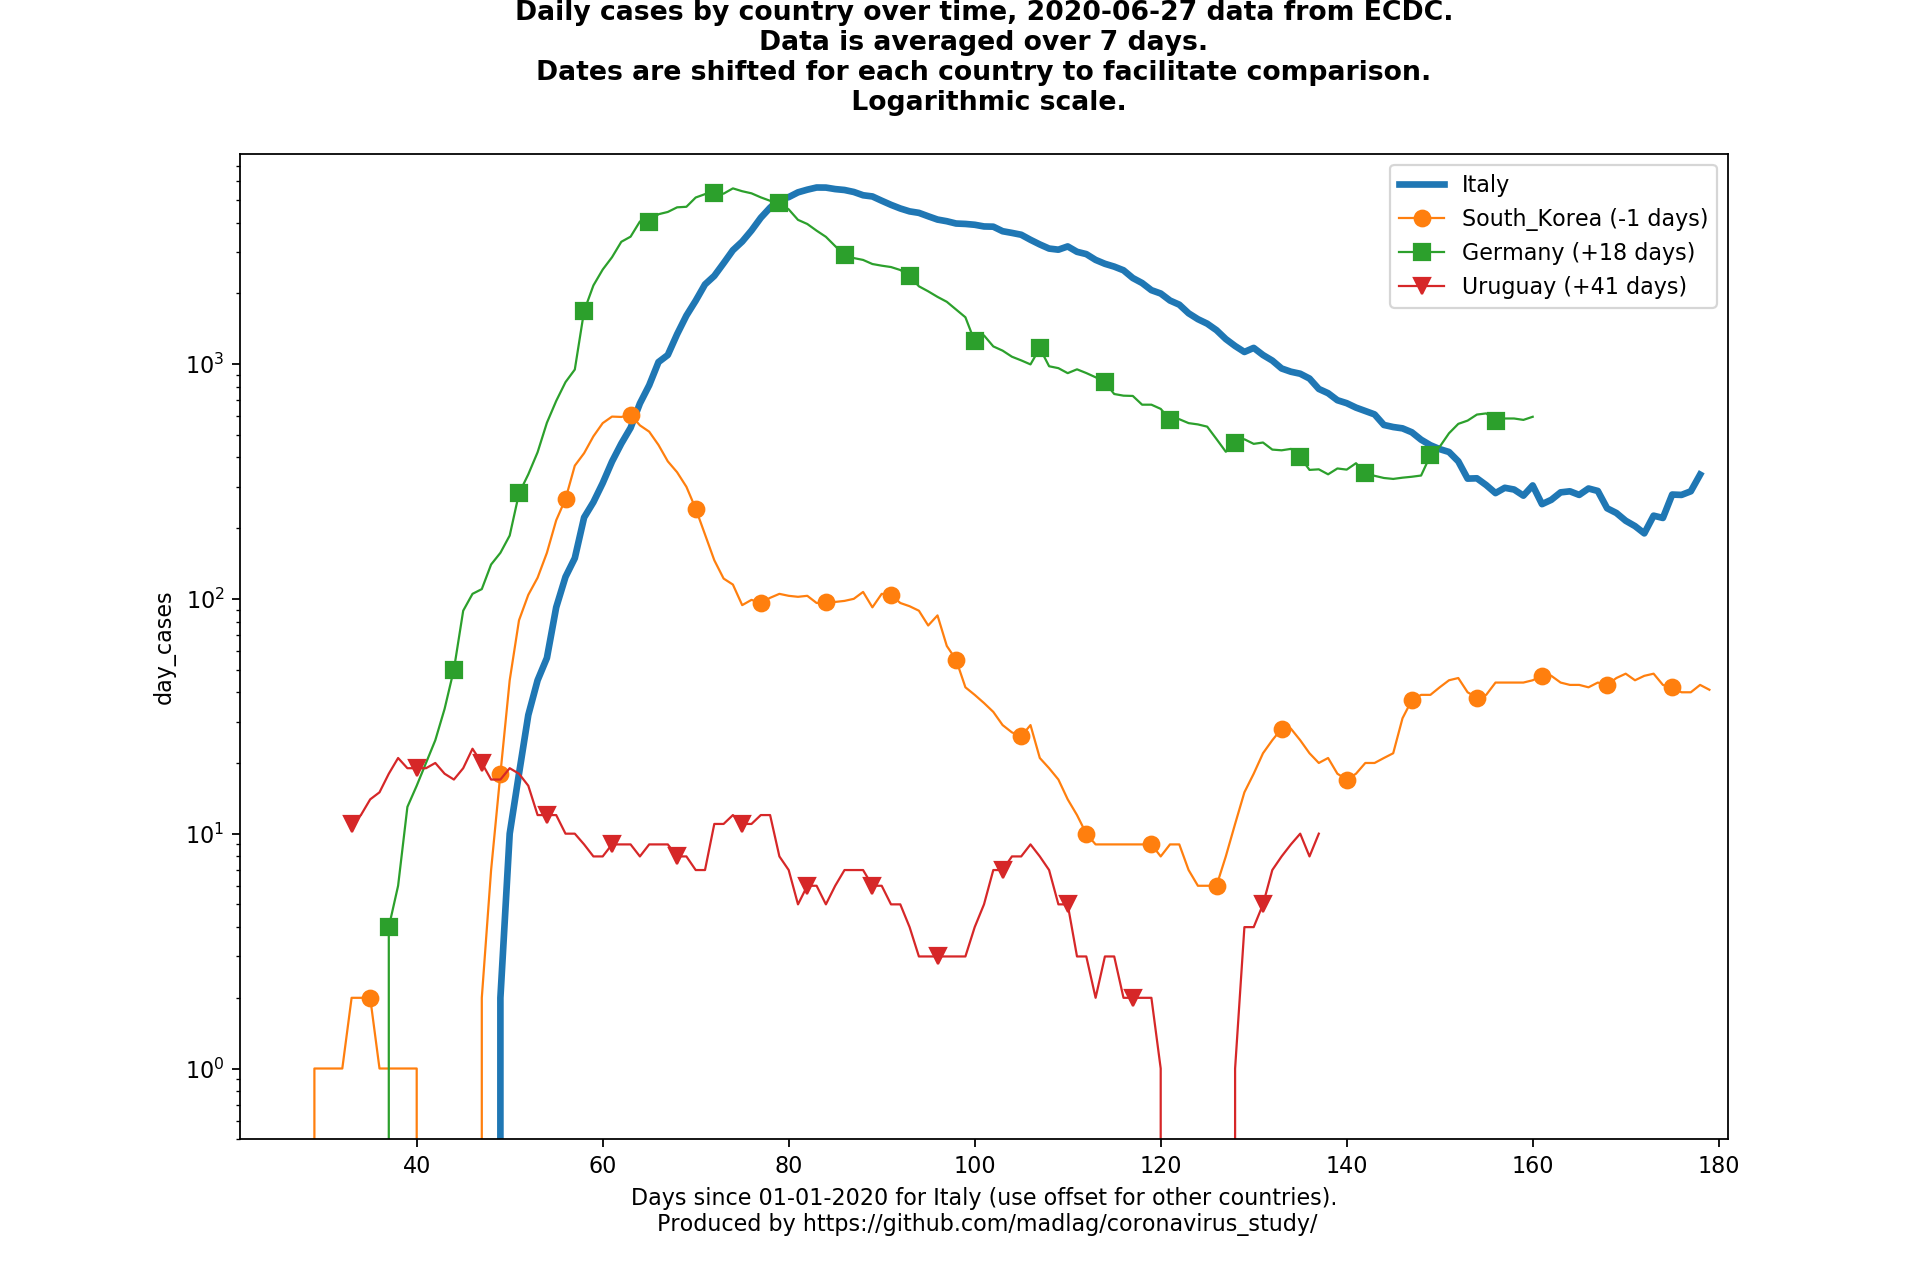 Daily cases by country over time, 2020-06-27 data from ECDC.
Data is averaged over 7 days.
Dates are shifted for each country to facilitate comparison.
Logarithmic scale.
Italy
South_Korea (-1 days)
Germany (+18 days)
Uruguay (+41 days)
day_cases
10³
10²
10¹
10⁰
40 60 80 100 120 140 160 180
Days since 01-01-2020 for Italy (use offset for other countries).
Produced by https://github.com/madlag/coronavirus_study/